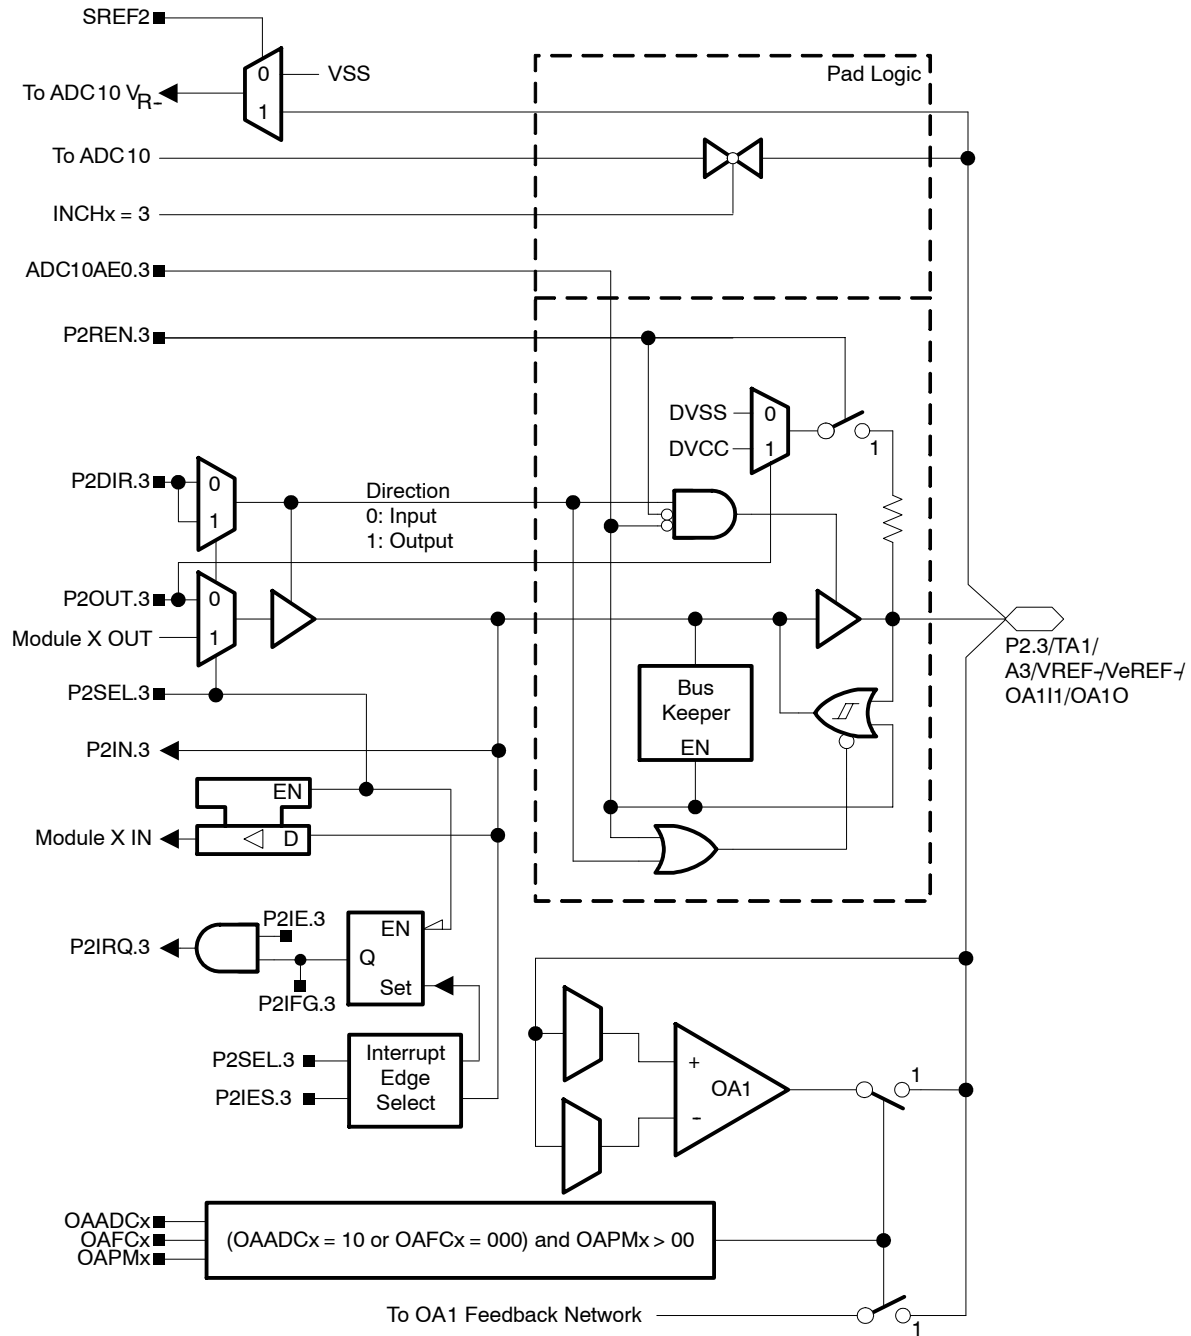 SREF2
0
VSS
To ADC10 VR-
1
Pad Logic
To ADC10
INCHx = 3
ADC10AE0.3
P2REN.3
DVSS
0
DVCC
1
1
P2DIR.3
0
1
Direction
0: Input
1: Output
P2OUT.3
0
Module X OUT
1
P2SEL.3
P2.3/TA1/
A3/VREF-/VeREF-/
OA1I1/OA1O
Bus
Keeper
EN
P2IN.3
EN
Module X IN
D
P2IE.3
P2IRQ.3
EN
Q
Set
P2IFG.3
P2SEL.3
P2IES.3
Interrupt
Edge
Select
+
OA1
-
1
OAADCx
OAFCx
OAPMx
(OAADCx = 10 or OAFCx = 000) and OAPMx > 00
To OA1 Feedback Network
1